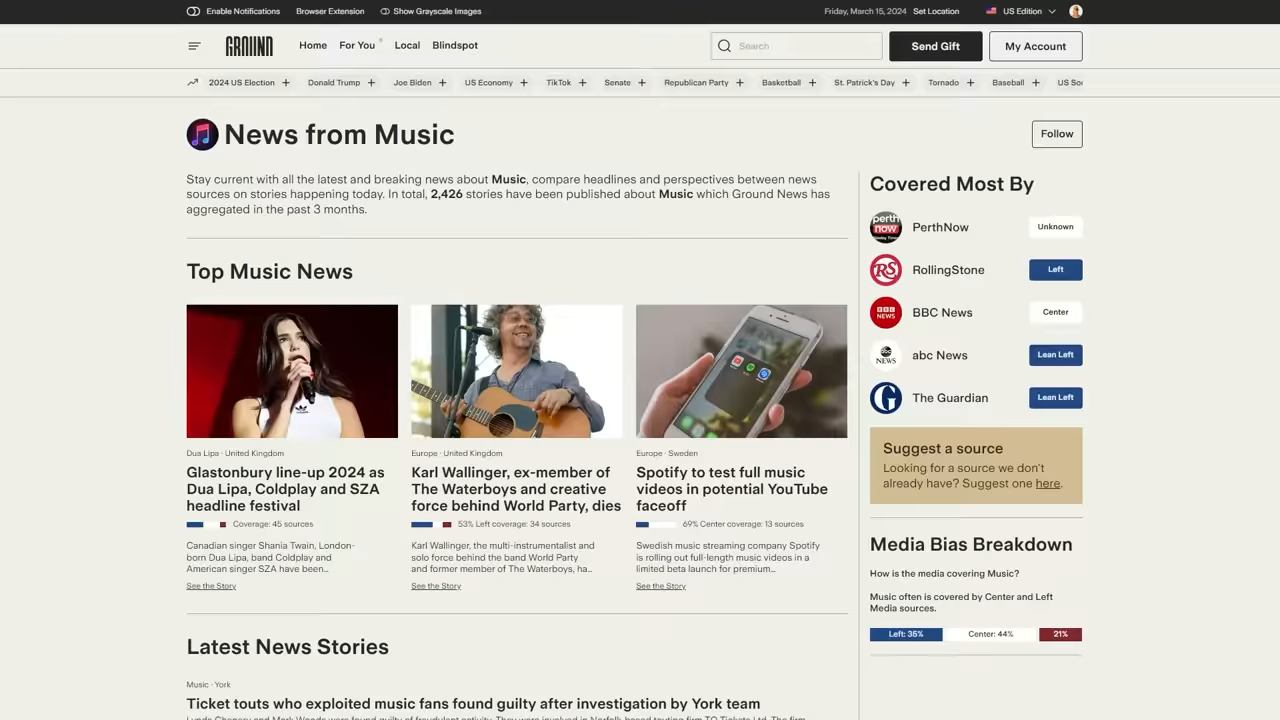 Enable Notifications Browser Extension Show Grayscale Images Friday, March 15, 2024 Set Location US Edition
GROUND Home For You Local Blindspot Search Send Gift My Account
2024 US Election + Donald Trump + Joe Biden + US Economy + TikTok + Senate + Republican Party + Basketball + St. Patrick's Day + Tornado + Baseball + US Soc
News from Music
Follow
Stay current with all the latest and breaking news about Music, compare headlines and perspectives between news
sources on stories happening today. In total, 2,426 stories have been published about Music which Ground News has
aggregated in the past 3 months.
Top Music News
Dua Lipa · United Kingdom
Glastonbury line-up 2024 as
Dua Lipa, Coldplay and SZA
headline festival
Coverage: 45 sources
Canadian singer Shania Twain, London-
born Dua Lipa, band Coldplay and
American singer SZA have been...
See the Story
Europe · United Kingdom
Karl Wallinger, ex-member of
The Waterboys and creative
force behind World Party, dies
53% Left coverage: 34 sources
Karl Wallinger, the multi-instrumentalist and
solo force behind the band World Party
and former member of The Waterboys, ha...
See the Story
Europe · Sweden
Spotify to test full music
videos in potential YouTube
faceoff
69% Center coverage: 13 sources
Swedish music streaming company Spotify
is rolling out full-length music videos in a
limited beta launch for premium...
See the Story
Latest News Stories
Music · York
Ticket touts who exploited music fans found guilty after investigation by York team
Covered Most By
perth now PerthNow Unknown
RS RollingStone Left
BBC NEWS BBC News Center
abc NEWS abc News Lean Left
G The Guardian Lean Left
Suggest a source
Looking for a source we don't
already have? Suggest one here.
Media Bias Breakdown
How is the media covering Music?
Music often is covered by Center and Left
Media sources.
Left: 35% Center: 44% 21%